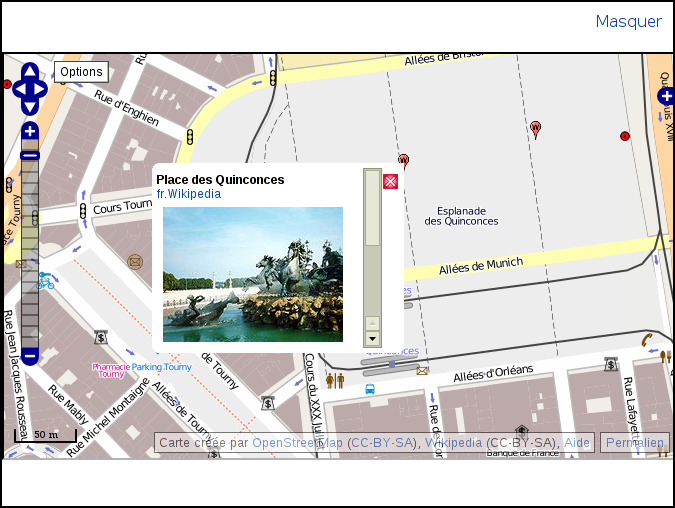 Masquer
Options
Allées de Bristol
Rue d'Enghien
Place des Quinconces
fr.Wikipedia
Cours Tourn
Esplanade
des Quinconces
Allées de Munich
Quinconces
Pharmacie
Tourny
Parking Tourny
Allées de Tourny
Rue Jean Jacques Rousseau
Rue Mably
Rue Michel Montaigne
Cours du XXX Juillet
Allées d'Orléans
Rue Lafayette
50 m
Banque de France
Carte créée par OpenStreetMap (CC-BY-SA), Wikipedia (CC-BY-SA), Aide
Permalien